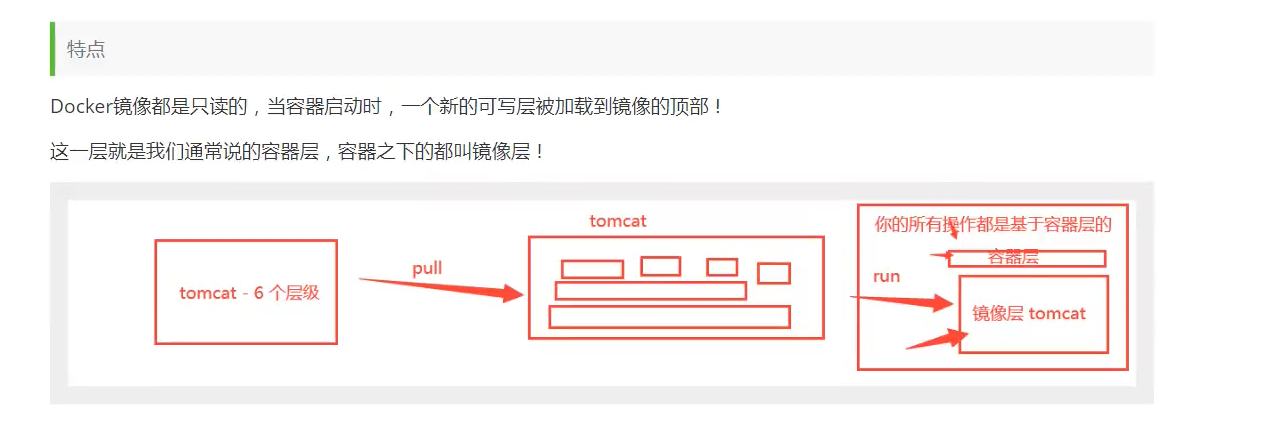 特点
Docker镜像都是只读的，当容器启动时，一个新的可写层被加载到镜像的顶部！
这一层就是我们通常说的容器层，容器之下的都叫镜像层！
tomcat - 6 个层级
pull
tomcat
run
你的所有操作都是基于容器层的
容器层
镜像层 tomcat